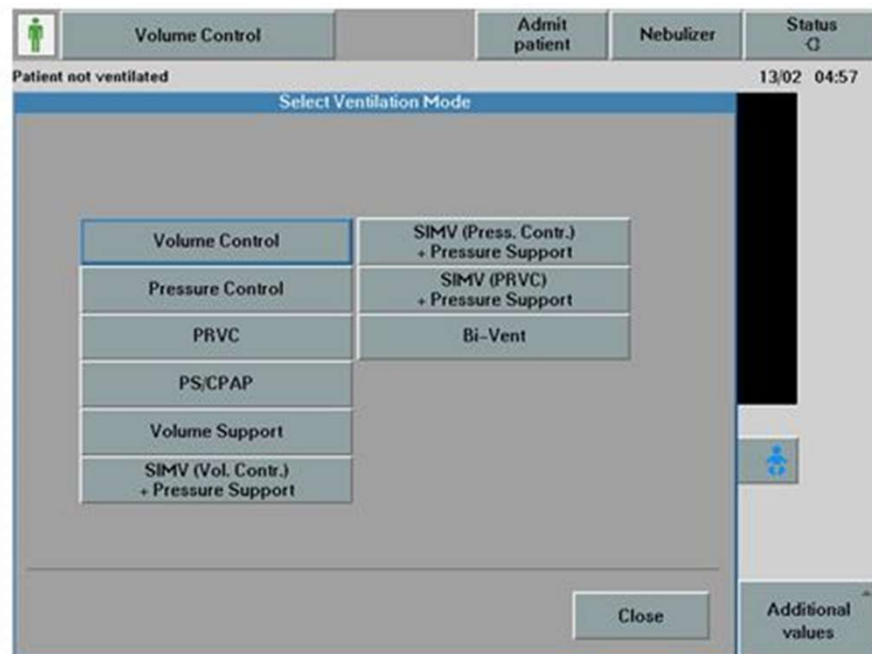 Volume Control
Admit
patient
Nebulizer
Status
Patient not ventilated
13/02 04:57
Select Ventilation Mode
Volume Control
SIMV (Press. Contr.)
+ Pressure Support
Pressure Control
SIMV (PRVC)
+ Pressure Support
PRVC
Bi-Vent
PS/CPAP
Volume Support
SIMV (Vol. Contr.)
+ Pressure Support
Close
Additional
values